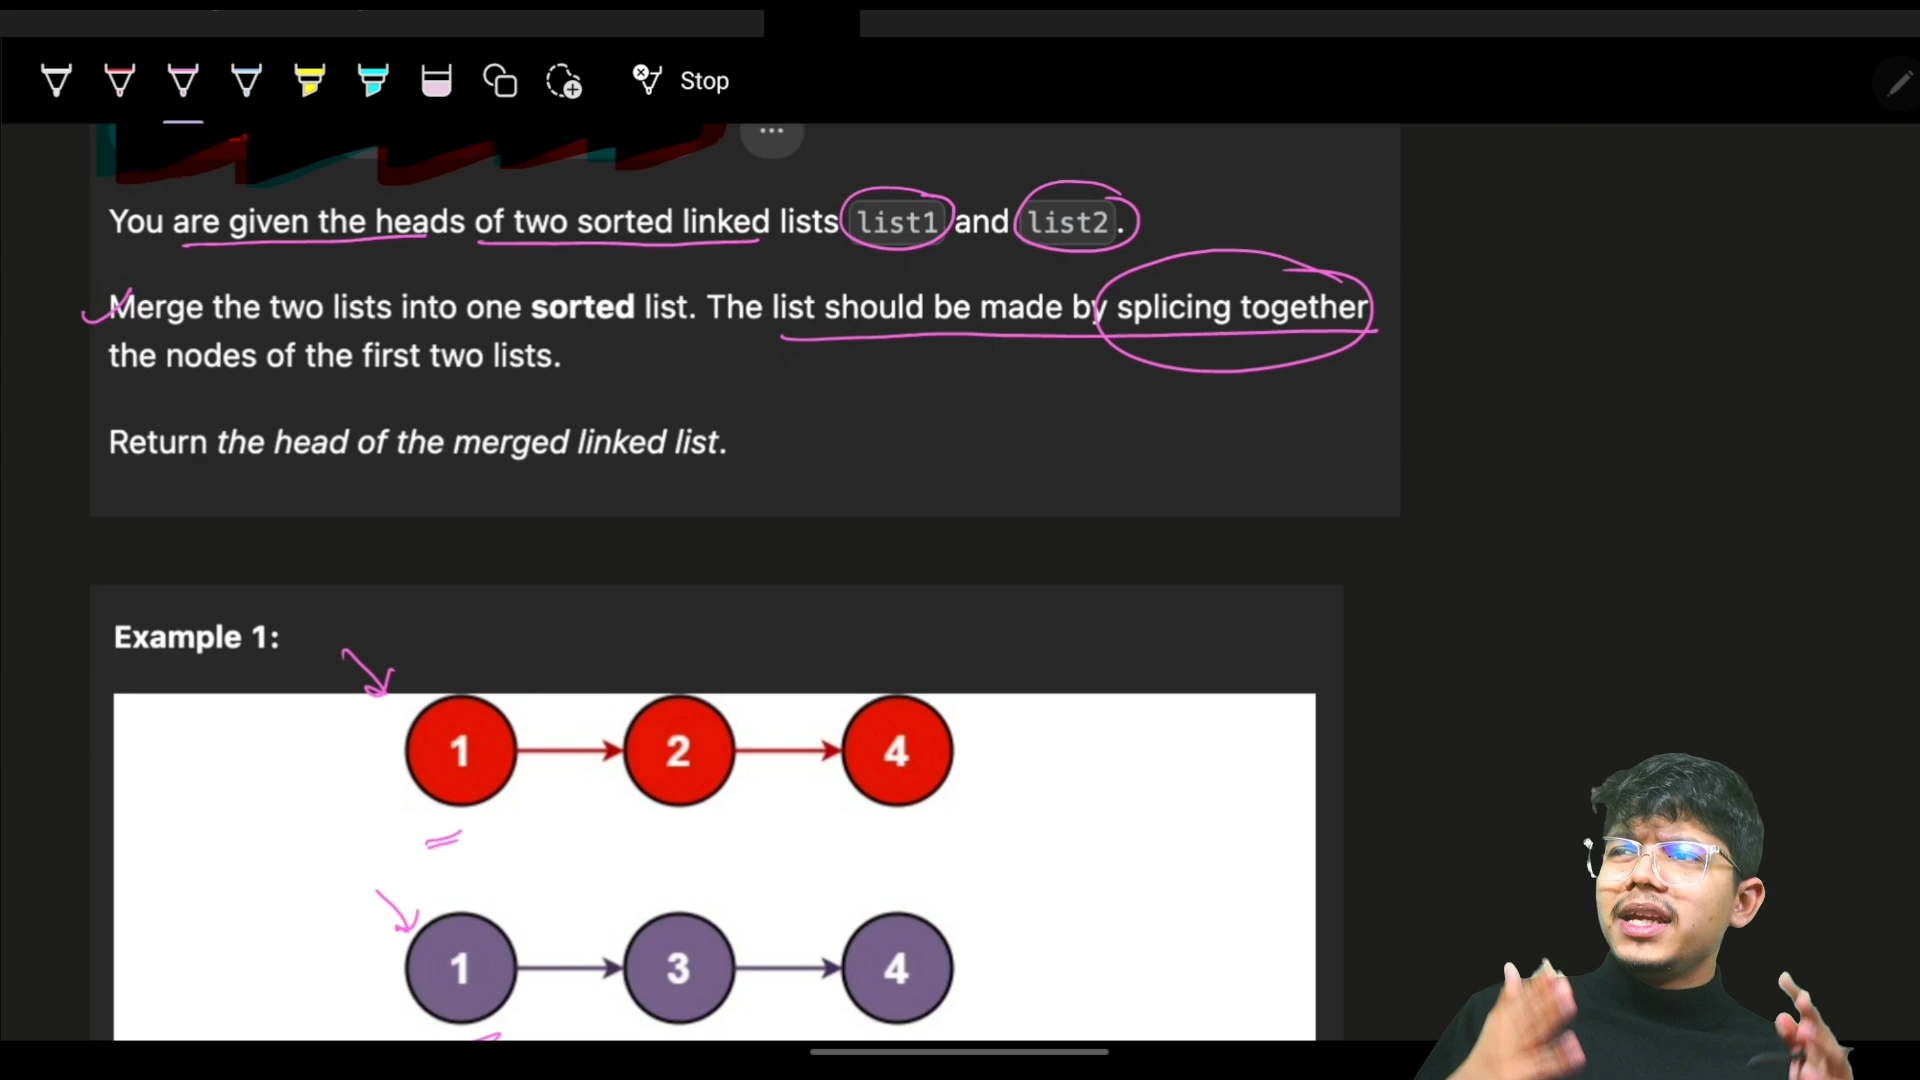 Stop
You are given the heads of two sorted linked lists list1 and list2.
Merge the two lists into one sorted list. The list should be made by splicing together
the nodes of the first two lists.
Return the head of the merged linked list.
Example 1:
1 2 4
1 3 4